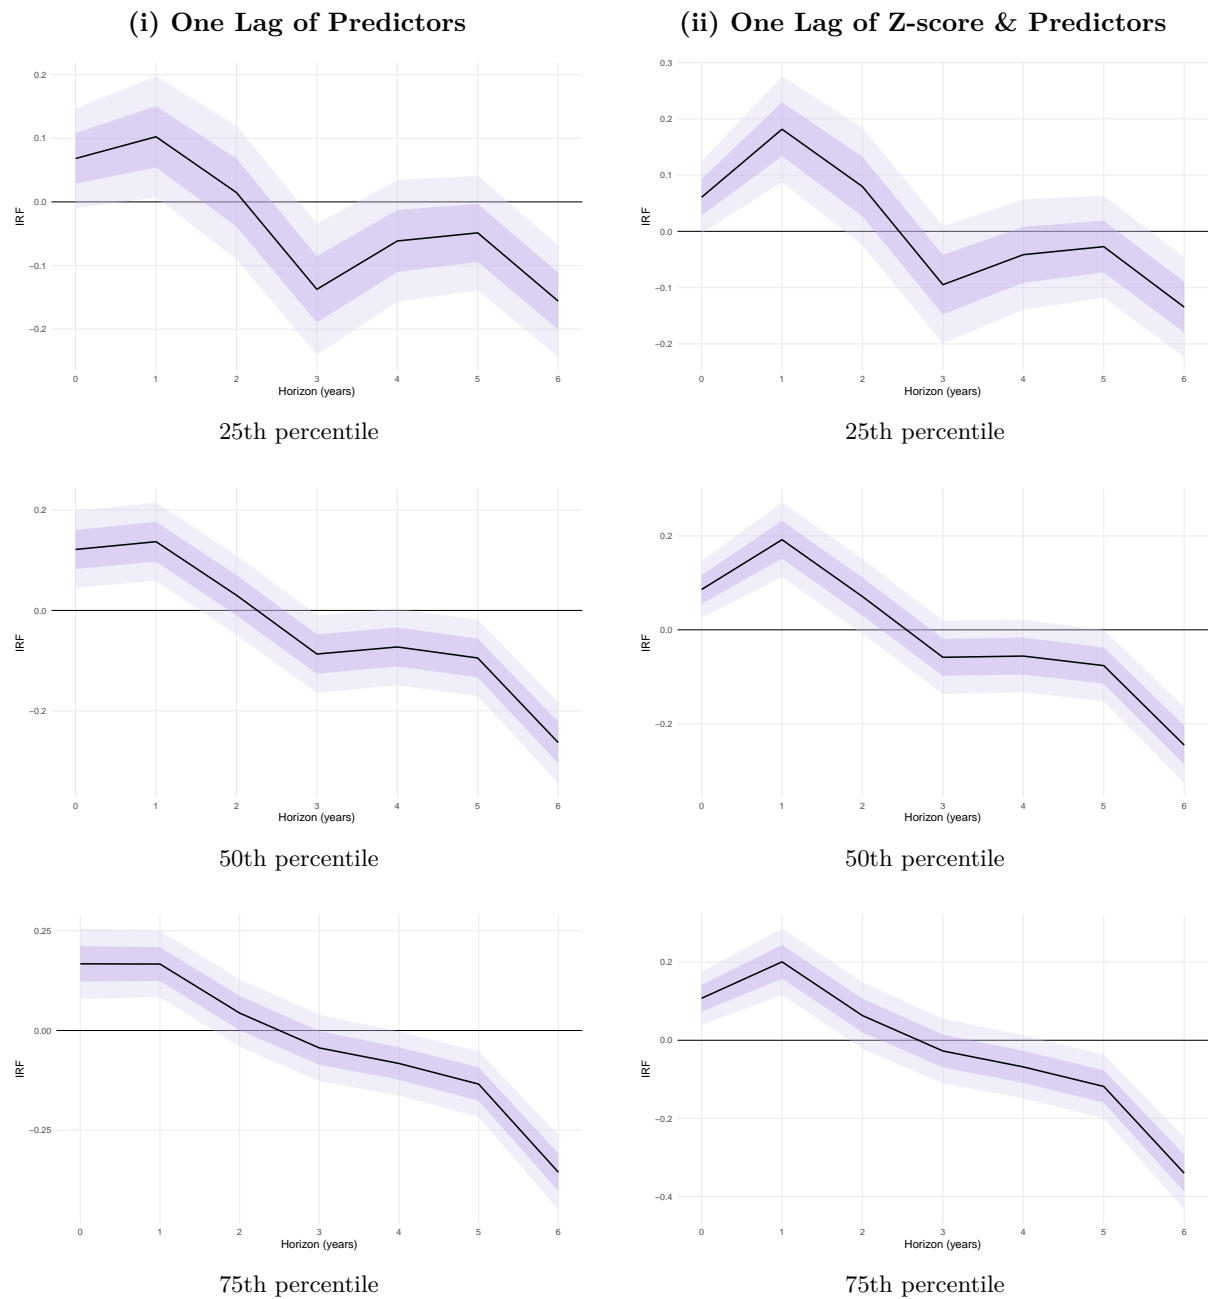 (i) One Lag of Predictors
(ii) One Lag of Z-score & Predictors
0.2
0.1
0.0
−0.1
−0.2
IRF
0 1 2 3 4 5 6
Horizon (years)
25th percentile
0.3
0.2
0.1
0.0
−0.1
−0.2
IRF
0 1 2 3 4 5 6
Horizon (years)
25th percentile
0.2
0.0
−0.2
IRF
0 1 2 3 4 5 6
Horizon (years)
50th percentile
0.2
0.0
−0.2
IRF
0 1 2 3 4 5 6
Horizon (years)
50th percentile
0.25
0.00
−0.25
IRF
0 1 2 3 4 5 6
Horizon (years)
75th percentile
0.2
0.0
−0.2
−0.4
IRF
0 1 2 3 4 5 6
Horizon (years)
75th percentile